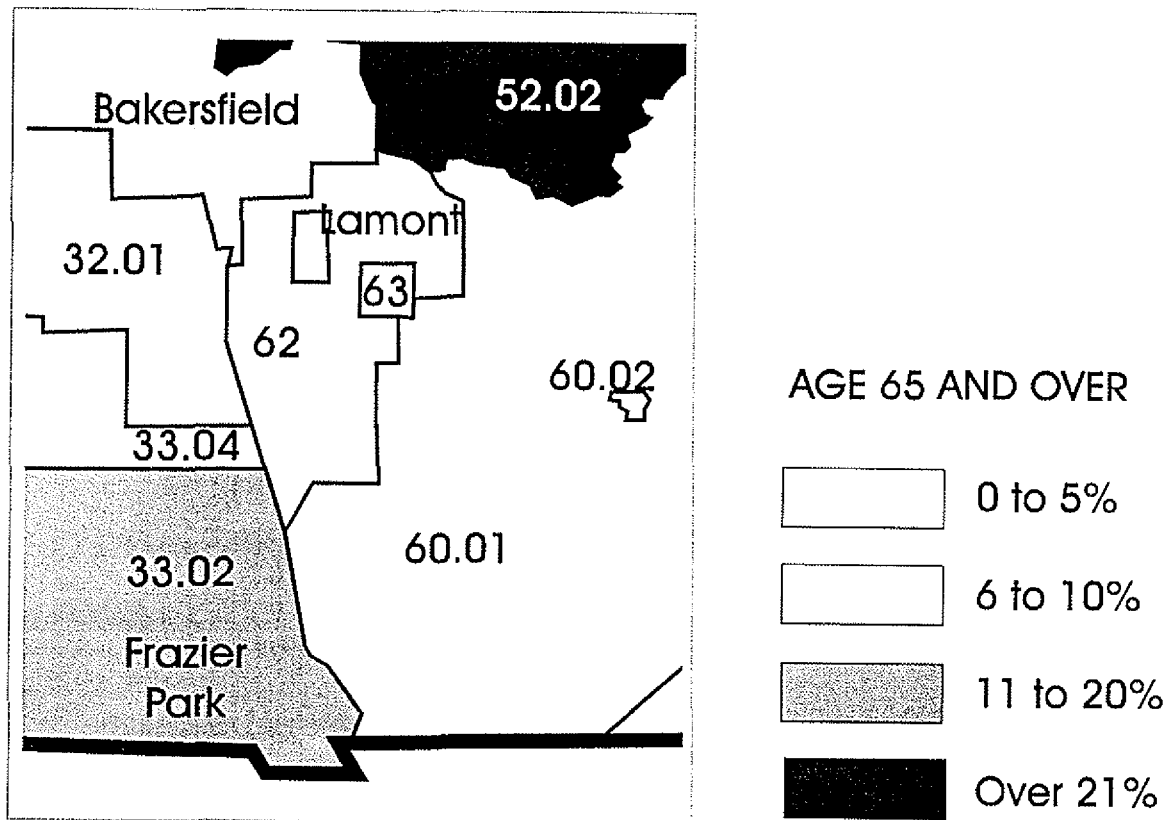 52.02
Bakersfield
Lamont
32.01
63
62
60.02
33.04
60.01
33.02
Frazier
Park
AGE 65 AND OVER
0 to 5%
6 to 10%
11 to 20%
Over 21%